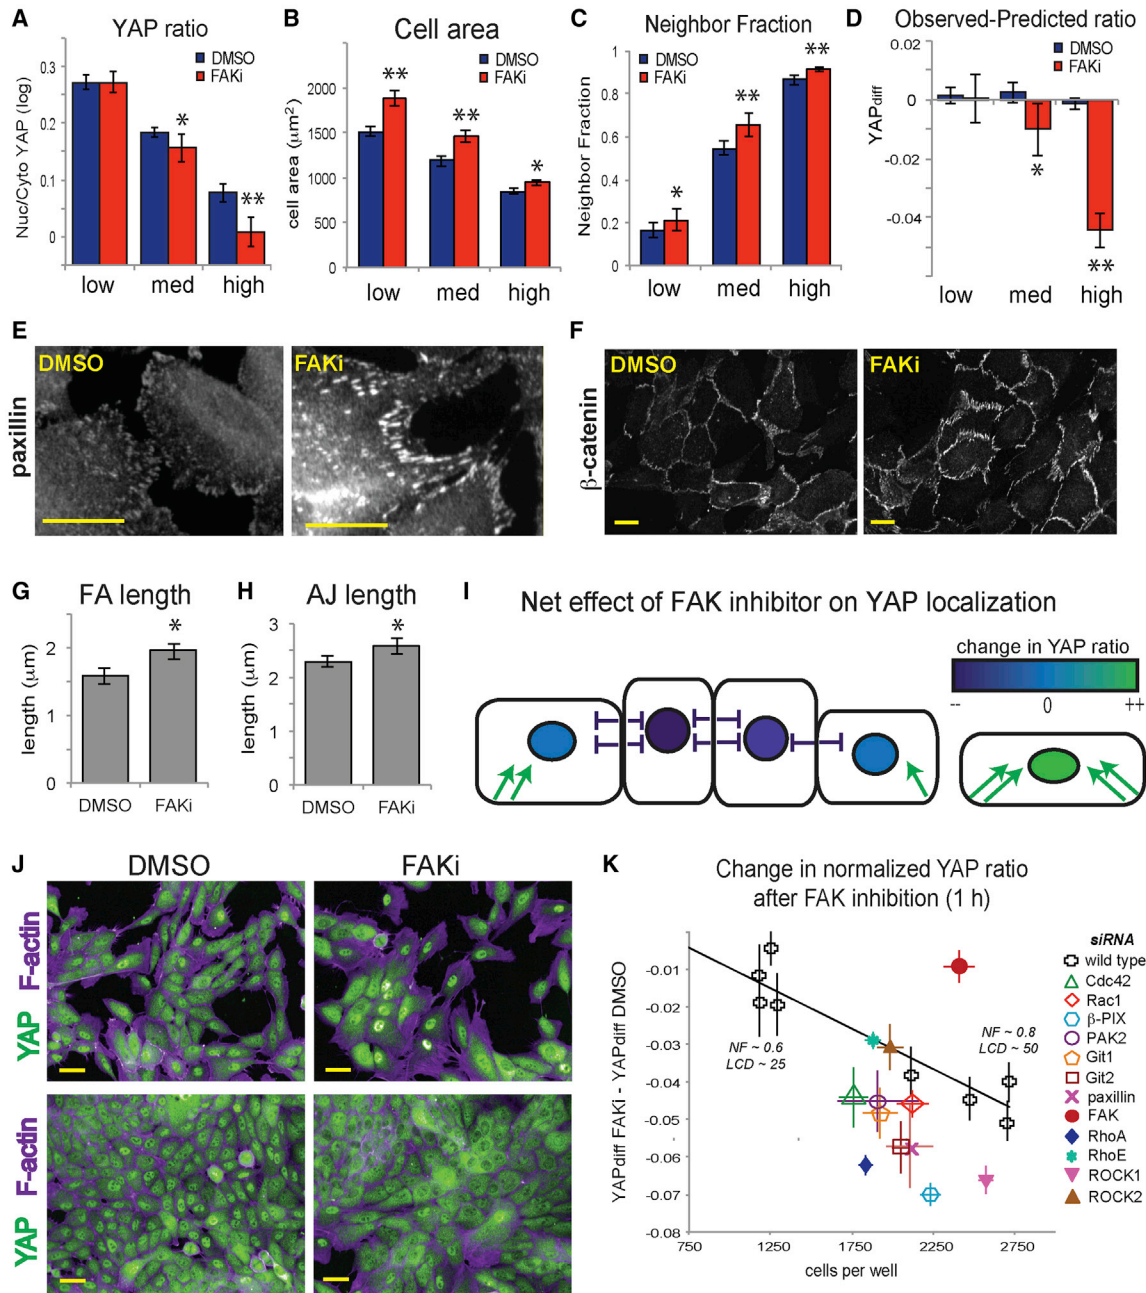 A YAP ratio
DMSO
FAKi
Nuc/Cyto YAP (log)
0.3
0.2
0.1
0
*
**
low med high
B Cell area
DMSO
FAKi
cell area (μm²)
2000
1500
1000
500
0
**
**
*
low med high
C Neighbor Fraction
DMSO
FAKi
Neighbor Fraction
1
0.8
0.6
0.4
0.2
0
*
**
**
low med high
D Observed-Predicted ratio
DMSO
FAKi
YAPdiff
0.02
0
-0.02
-0.04
*
**
low med high
E
paxillin
DMSO
FAKi
F
β-catenin
DMSO
FAKi
G FA length
length (μm)
2
1
0
*
DMSO FAKi
H AJ length
length (μm)
3
2
1
0
*
DMSO FAKi
I Net effect of FAK inhibitor on YAP localization
change in YAP ratio
-- 0 ++
J
DMSO FAKi
YAP F-actin
YAP F-actin
K Change in normalized YAP ratio
after FAK inhibition (1 h)
YAPdiff FAKi - YAPdiff DMSO
-0.01
-0.02
-0.03
-0.04
-0.05
-0.06
-0.07
-0.08
750 1250 1750 2250 2750
cells per well
NF ~ 0.6
LCD ~ 25
NF ~ 0.8
LCD ~ 50
siRNA
wild type
Cdc42
Rac1
β-PIX
PAK2
Git1
Git2
paxillin
FAK
RhoA
RhoE
ROCK1
ROCK2